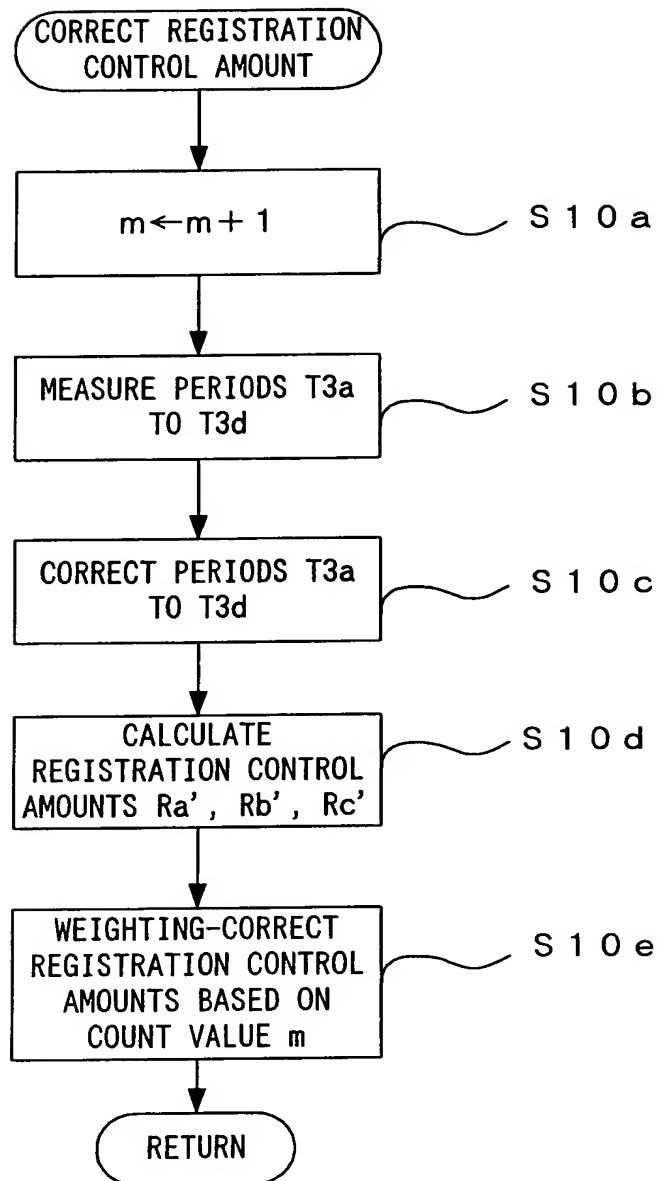 CORRECT REGISTRATION
CONTROL AMOUNT
m←m+1
S10a
MEASURE PERIODS T3a
TO T3d
S10b
CORRECT PERIODS T3a
TO T3d
S10c
CALCULATE
REGISTRATION CONTROL
AMOUNTS Ra', Rb', Rc'
S10d
WEIGHTING-CORRECT
REGISTRATION CONTROL
AMOUNTS BASED ON
COUNT VALUE m
S10e
RETURN